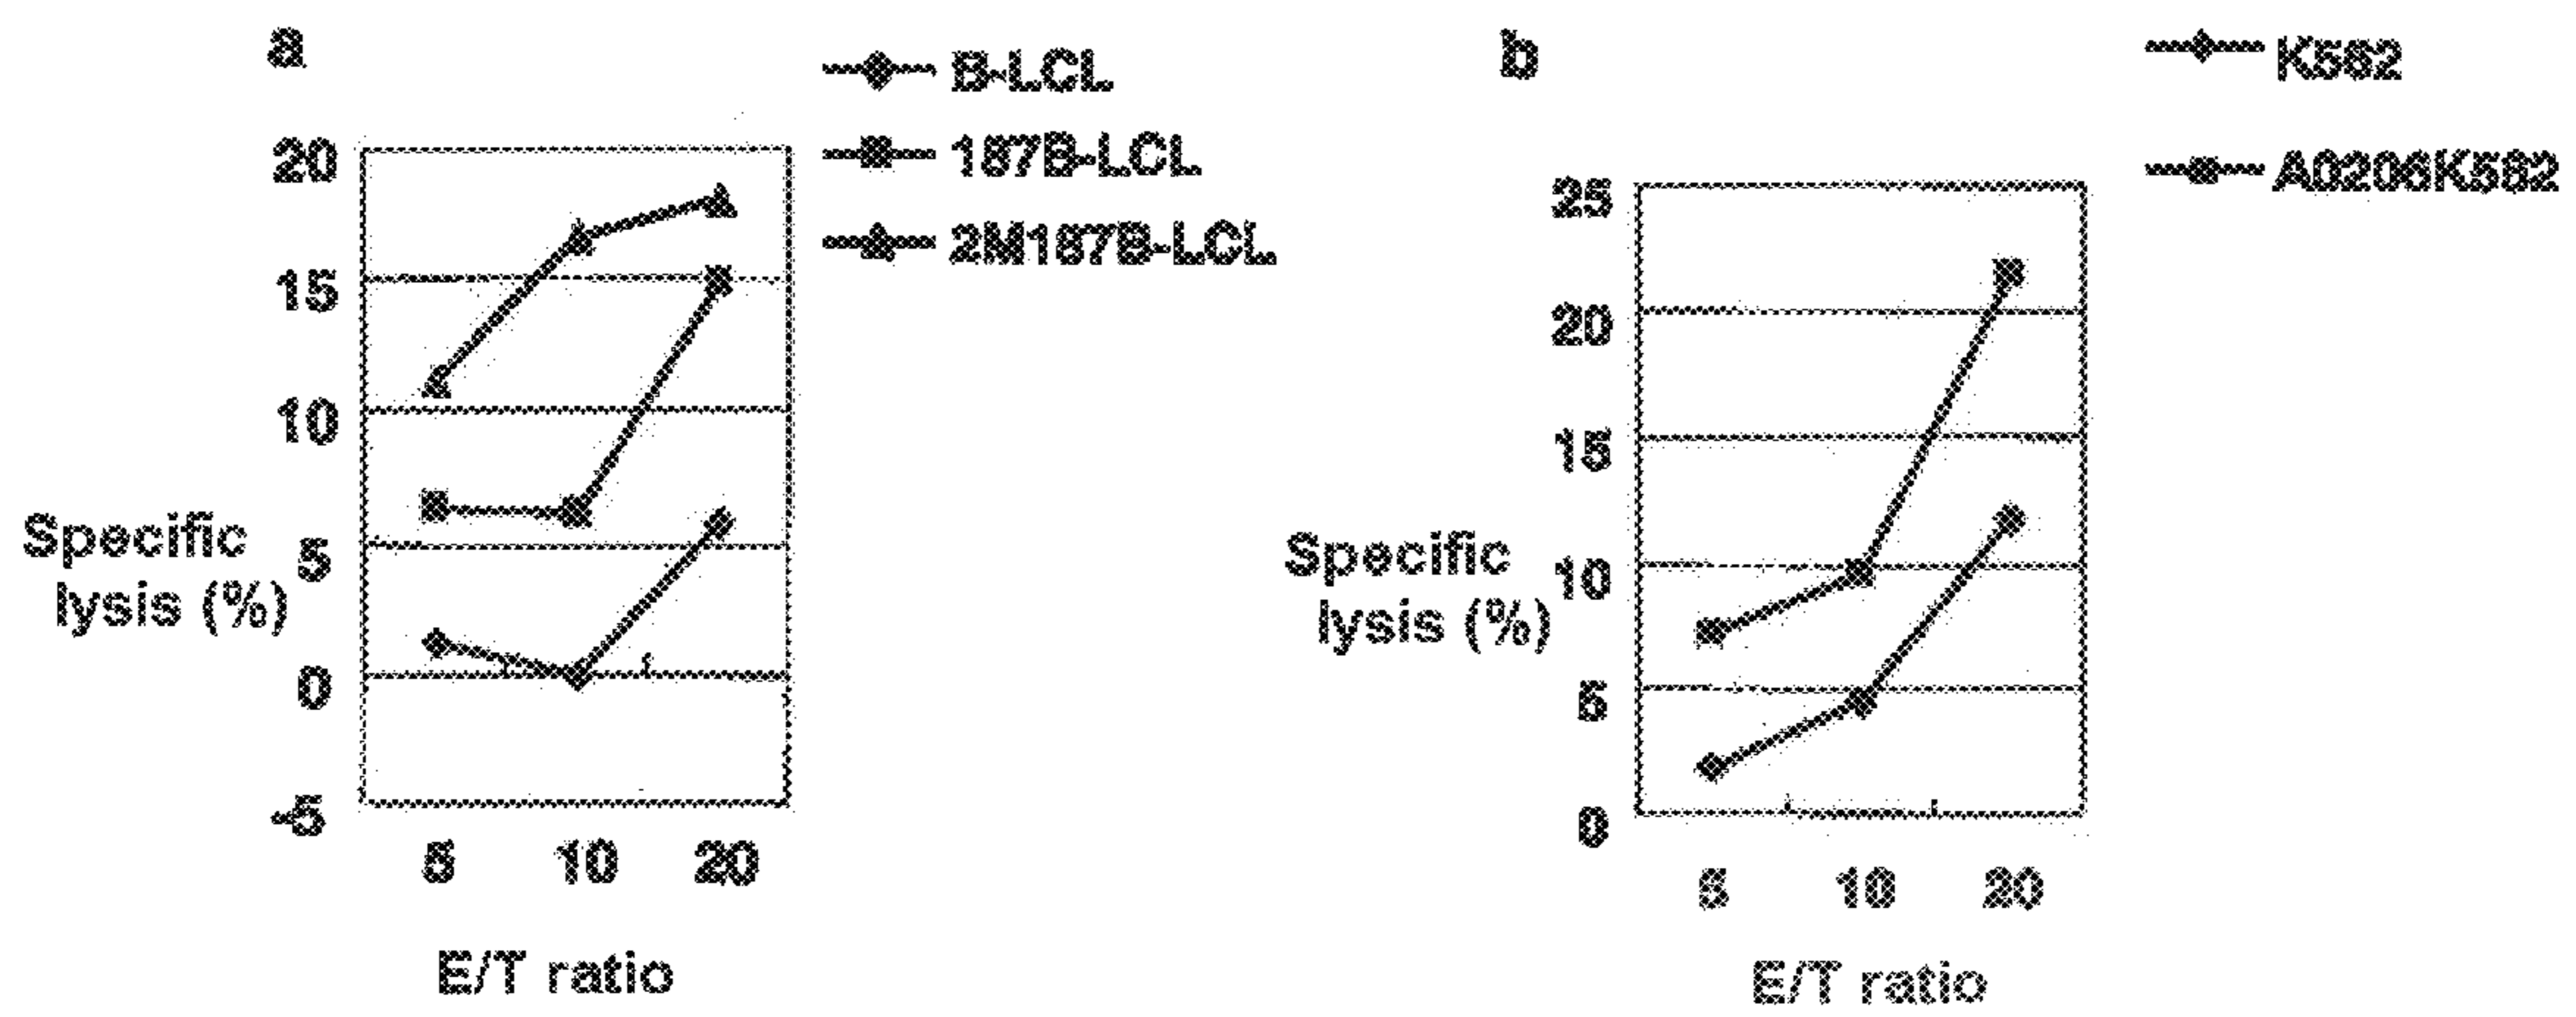 a
B-LCL
187B-LCL
2M187B-LCL
20
15
10
5
0
-5
Specific
lysis (%)
5 10 20
E/T ratio
b
K562
A0206K562
25
20
15
10
5
0
Specific
lysis (%)
5 10 20
E/T ratio